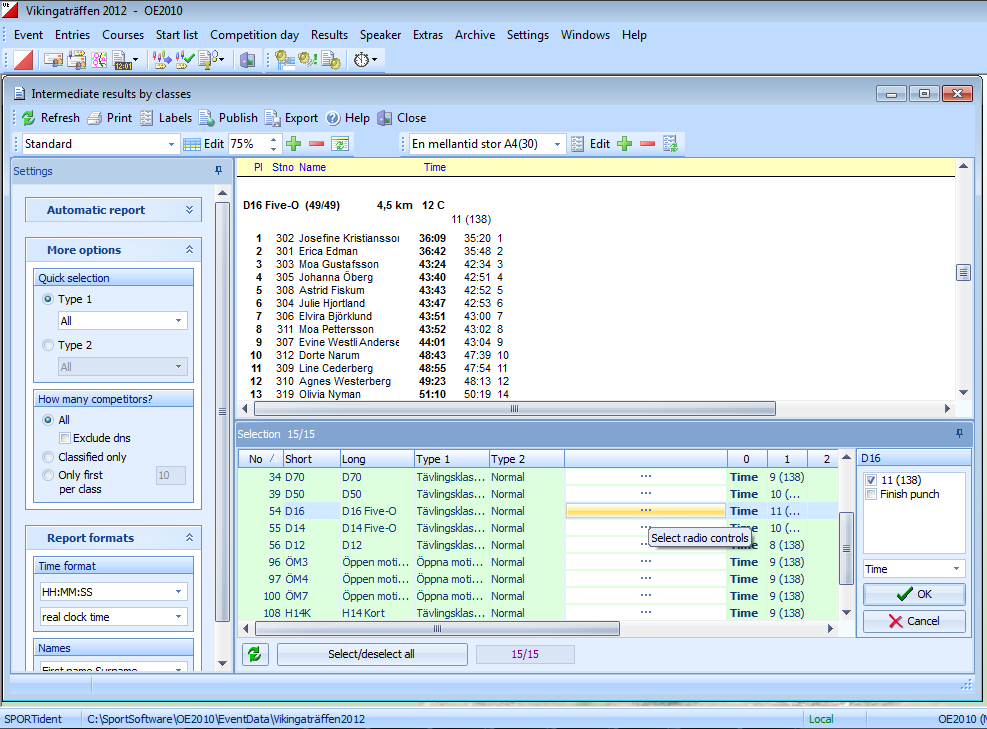 Vikingaträffen 2012 - OE2010
Event Entries Courses Start list Competition day Results Speaker Extras Archive Settings Windows Help
Intermediate results by classes
Refresh Print Labels Publish Export Help Close
Standard Edit 75% En mellantid stor A4(30) Edit
Settings
Automatic report
More options
Quick selection
Type 1
All
Type 2
All
How many competitors?
All
Exclude dns
Classified only
Only first 10
per class
Report formats
Time format
HH:MM:SS
real clock time
Names
First name Surname
Pl Stno Name Time
D16 Five-O (49/49) 4,5 km 12 C
11 (138)
1 302 Josefine Kristiansson 36:09 35:20 1
2 301 Erica Edman 36:42 35:48 2
3 303 Moa Gustafsson 43:24 42:34 3
4 305 Johanna Öberg 43:40 42:51 4
5 308 Astrid Fiskum 43:43 42:52 5
6 304 Julie Hjortland 43:47 42:53 6
7 306 Elvira Björklund 43:51 43:00 7
8 311 Moa Pettersson 43:52 43:02 8
9 307 Evine Westli Anderse 44:01 43:04 9
10 312 Dorte Narum 48:43 47:39 10
11 309 Line Cederberg 48:55 47:54 11
12 310 Agnes Westerberg 49:23 48:13 12
13 319 Olivia Nyman 51:10 50:19 14
Selection 15/15
No / Short Long Type 1 Type 2 0 1 2
34 D70 D70 Tävlingsklas... Normal ... Time 9 (138)
39 D50 D50 Tävlingsklas... Normal ... Time 10 (...
54 D16 D16 Five-O Tävlingsklas... Normal ... Time 11 (...
55 D14 D14 Five-O Tävlingsklas... Normal ... Time 10 (...
Select radio controls
56 D12 D12 Tävlingsklas... Normal ... Time 8 (138)
96 ÖM3 Öppen moti... Öppna moti... Normal ... Time 9 (138)
97 ÖM4 Öppen moti... Öppna moti... Normal ... Time 9 (138)
100 ÖM7 Öppen moti... Öppna moti... Normal ... Time 9 (138)
108 H14K H14 Kort Tävlingsklas... Normal ... Time 9 (138)
Select/deselect all 15/15
D16
11 (138)
Finish punch
Time
OK
Cancel
SPORTident C:\SportSoftware\OE2010\EventData\Vikingaträffen2012 Local OE2010 (